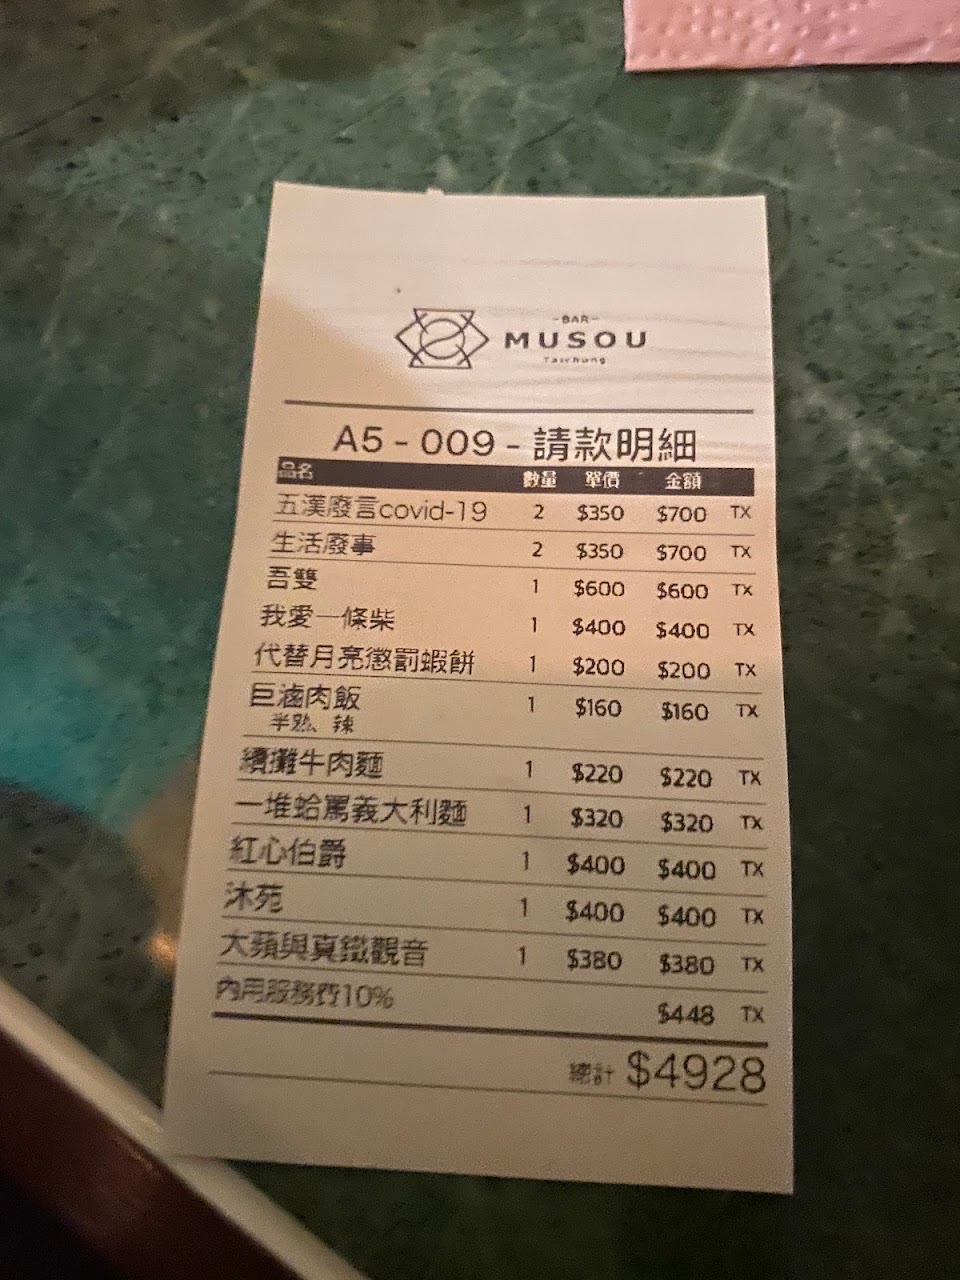 -BAR-
MUSOU
Taichung
A5 - 009 - 請款明細
品名 數量 單價 金額
五漢廢言covid-19 2 $350 $700 TX
生活廢事 2 $350 $700 TX
吾雙 1 $600 $600 TX
我愛一條柴 1 $400 $400 TX
代替月亮懲罰蝦餅 1 $200 $200 TX
巨滷肉飯 1 $160 $160 TX
半熟、辣
續攤牛肉麵 1 $220 $220 TX
一堆蛤罵義大利麵 1 $320 $320 TX
紅心伯爵 1 $400 $400 TX
沐苑 1 $400 $400 TX
大蘋與真鐵觀音 1 $380 $380 TX
內用服務費10% $448 TX
總計 $4928